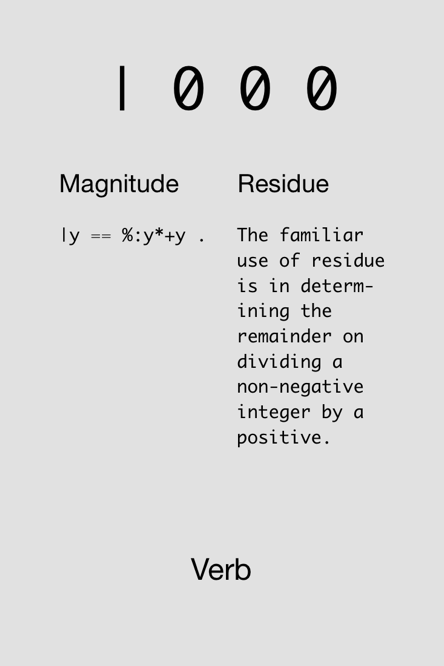 | 0 0 0
Magnitude
|y == %:y*+y .
Residue
The familiar
use of residue
is in determ-
ining the
remainder on
dividing a
non-negative
integer by a
positive.
Verb